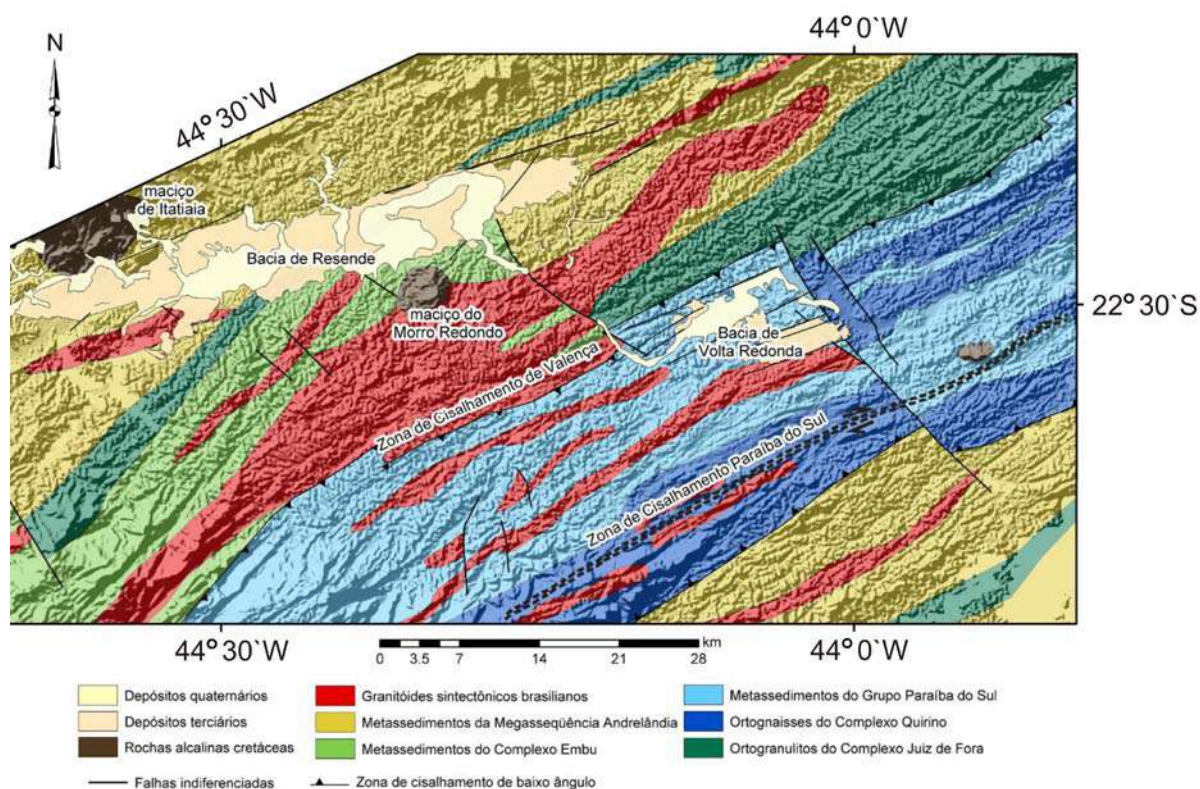 44°0`W
N
44°30`W
maciço
de Itatiaia
Bacia de Resende
22°30`S
maciço do
Morro Redondo
Bacia de
Volta Redonda
Zona de Cisalhamento de Valença
Zona de Cisalhamento Paraíba do Sul
44°30`W
44°0`W
km
0 3.5 7 14 21 28
Depósitos quaternários
Granitóides sintectônicos brasilianos
Metassedimentos do Grupo Paraíba do Sul
Depósitos terciários
Metassedimentos da Megasseqüência Andrelândia
Ortognaisses do Complexo Quirino
Rochas alcalinas cretáceas
Metassedimentos do Complexo Embu
Ortogranulitos do Complexo Juiz de Fora
Falhas indiferenciadas
Zona de cisalhamento de baixo ângulo